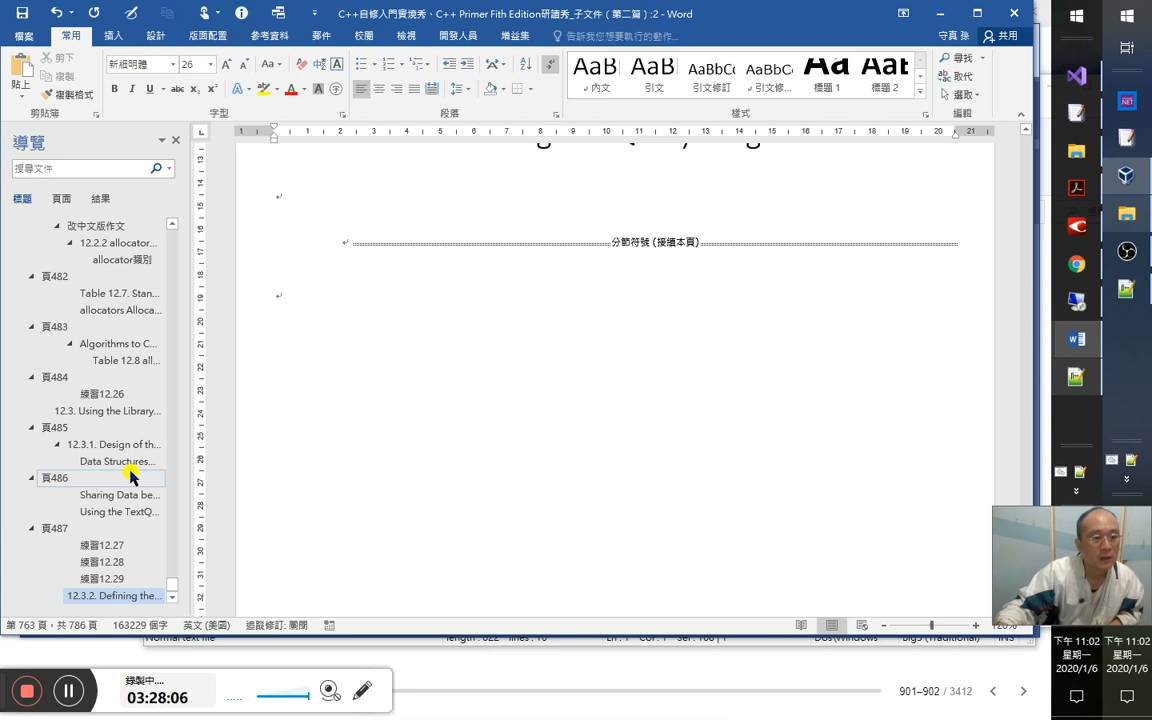 C++自修入門實境秀、C++ Primer Fith Edition研讀秀_子文件(第二篇):2 - Word
檔案
常用
插入
設計
版面配置
參考資料
郵件
校閱
檢視
開發人員
增益集
告訴我您想要執行的動作...
守真 孫
共用
貼上
剪下
複製
複製格式
剪貼簿
新細明體
26
字型
段落
AaB
AaB
AaBbCc
AaBbC
AaB
AaB
內文
引文
引文修訂
引文修...
標題 1
標題 2
樣式
尋找
取代
選取
編輯
導覽
搜尋文件
標題
頁面
結果
改中文版作文
12.2.2 allocator...
allocator類別
頁482
Table 12.7. Stan...
allocators Alloca...
頁483
Algorithms to C...
Table 12.8 all...
頁484
練習12.26
12.3. Using the Library...
頁485
12.3.1. Design of th...
Data Structures...
頁486
Sharing Data be...
Using the TextQ...
頁487
練習12.27
練習12.28
練習12.29
12.3.2. Defining the...
分節符號 (接續本頁)
第 763 頁,共 786 頁
163229 個字
英文 (美國)
追蹤修訂: 關閉
錄製中....
03:28:06
901–902 / 3412
下午 11:02
星期一
2020/1/6
下午 11:02
星期一
2020/1/6